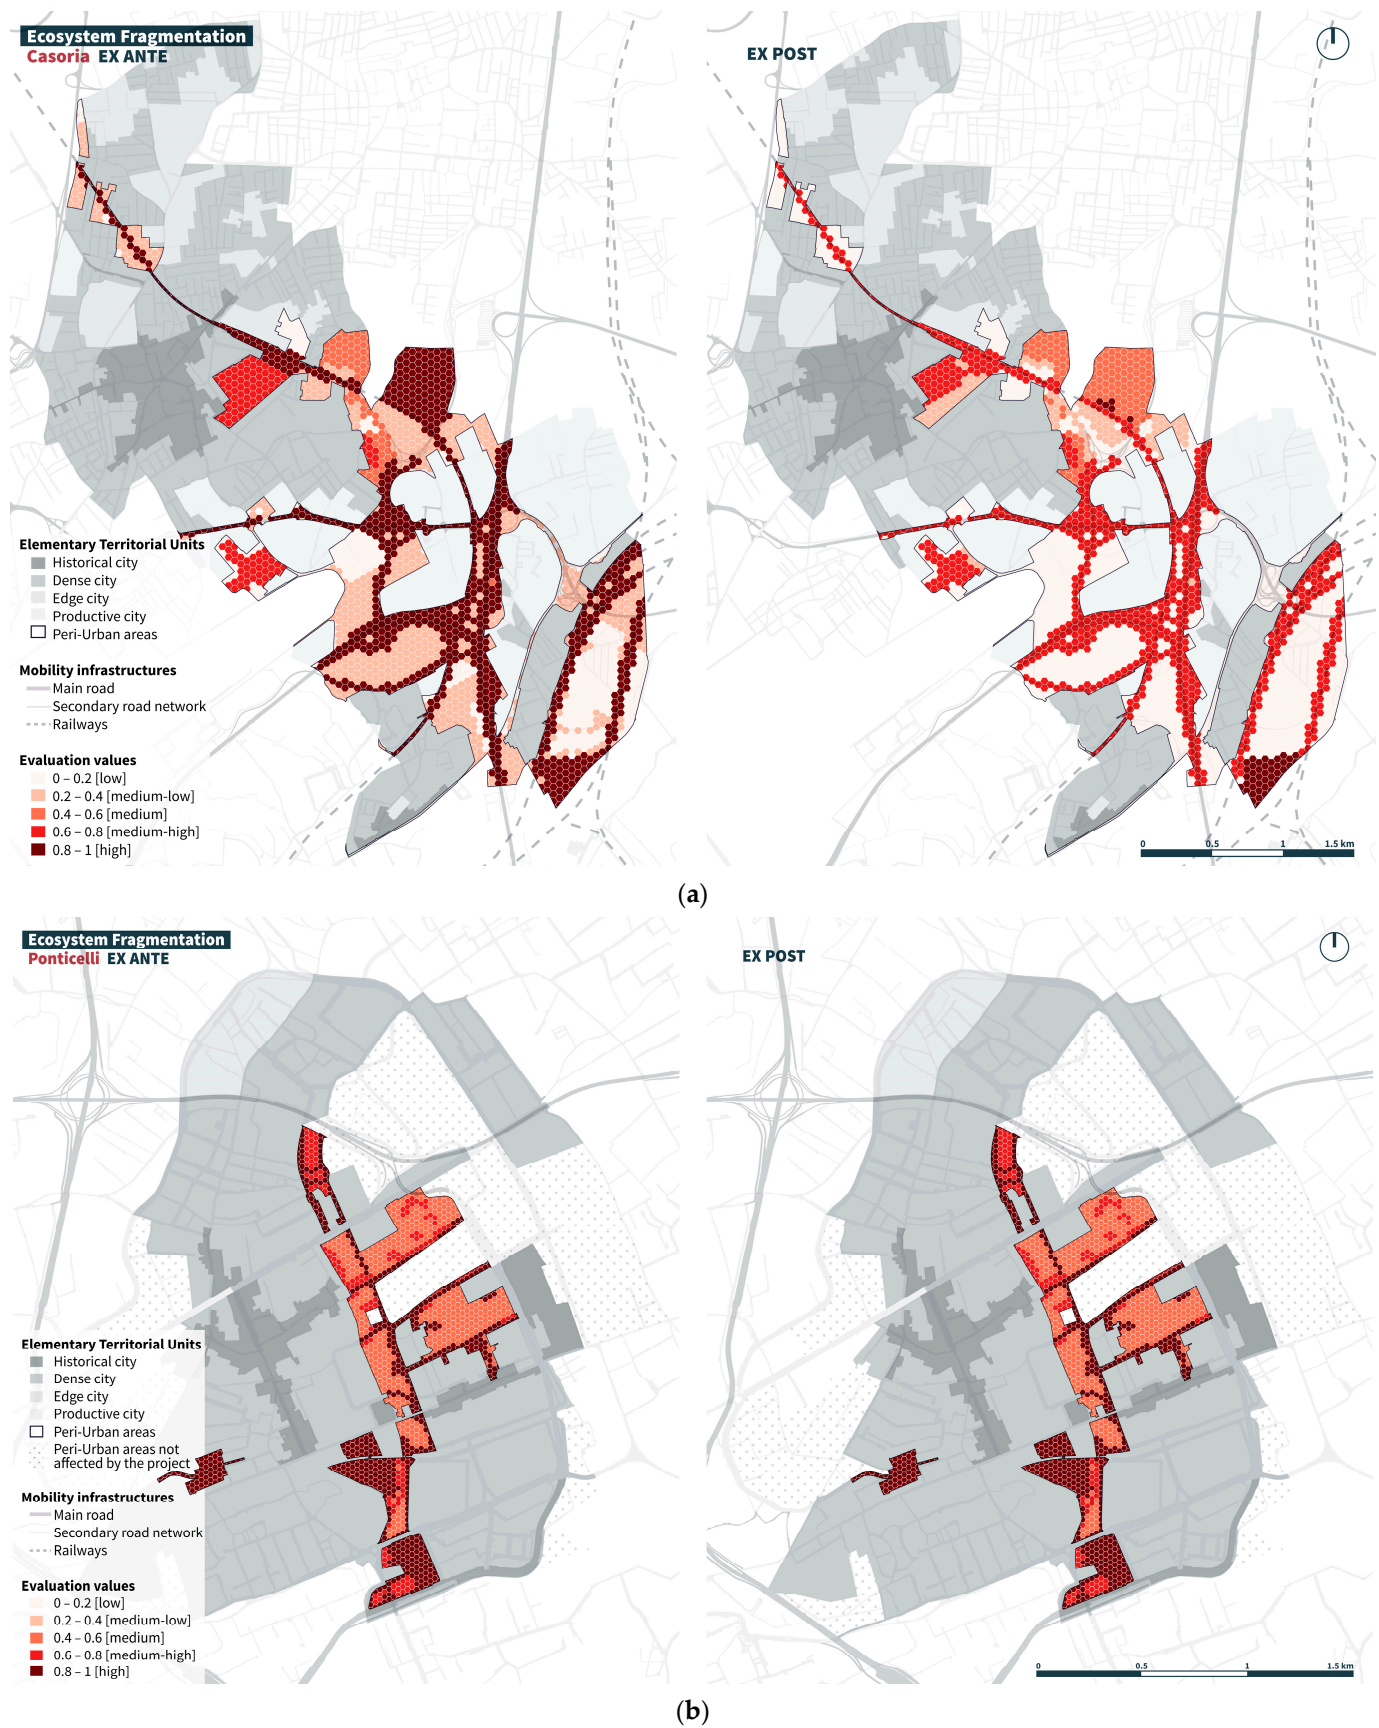 Ecosystem Fragmentation
Casoria EX ANTE
EX POST
Elementary Territorial Units
Historical city
Dense city
Edge city
Productive city
Peri-Urban areas
Mobility infrastructures
Main road
Secondary road network
Railways
Evaluation values
0 – 0.2 [low]
0.2 – 0.4 [medium-low]
0.4 – 0.6 [medium]
0.6 – 0.8 [medium-high]
0.8 – 1 [high]
0 0.5 1 1.5 km
(a)
Ecosystem Fragmentation
Ponticelli EX ANTE
EX POST
Elementary Territorial Units
Historical city
Dense city
Edge city
Productive city
Peri-Urban areas
Peri-Urban areas not
affected by the project
Mobility infrastructures
Main road
Secondary road network
Railways
Evaluation values
0 – 0.2 [low]
0.2 – 0.4 [medium-low]
0.4 – 0.6 [medium]
0.6 – 0.8 [medium-high]
0.8 – 1 [high]
0 0.5 1 1.5 km
(b)